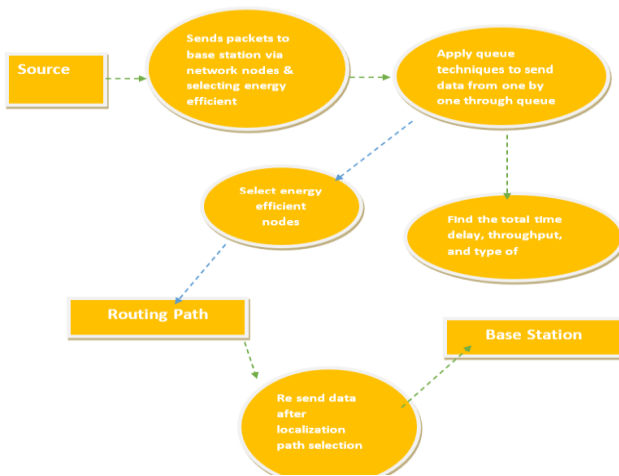 Source
Sends packets to
base station via
network nodes &
selecting energy
efficient
Apply queue
techniques to send
data from one by
one through queue
Select energy
efficient
nodes
Find the total time
delay, throughput,
and type of
Routing Path
Base Station
Re send data
after
localization
path selection